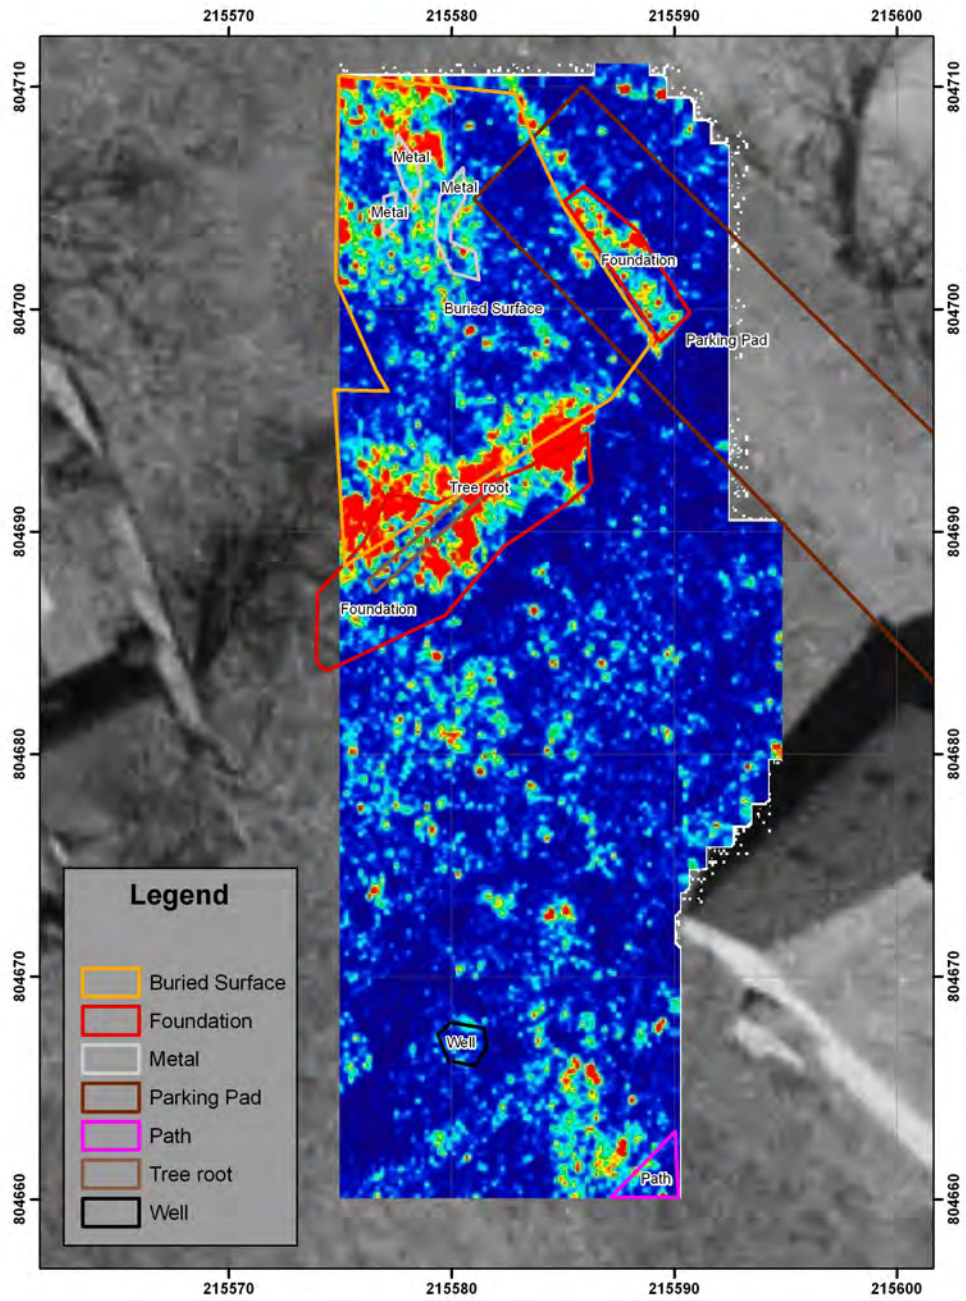 215570 215580 215590 215600
804710 804710
Metal
Metal
Metal
Foundation
Buried Surface
804700 804700
Parking Pad
Tree root
804690 804690
Foundation
804680 804680
Legend
Buried Surface
Foundation
Metal
Parking Pad
Path
Tree root
Well
804670 804670
Well
Path
804660 804660
215570 215580 215590 215600